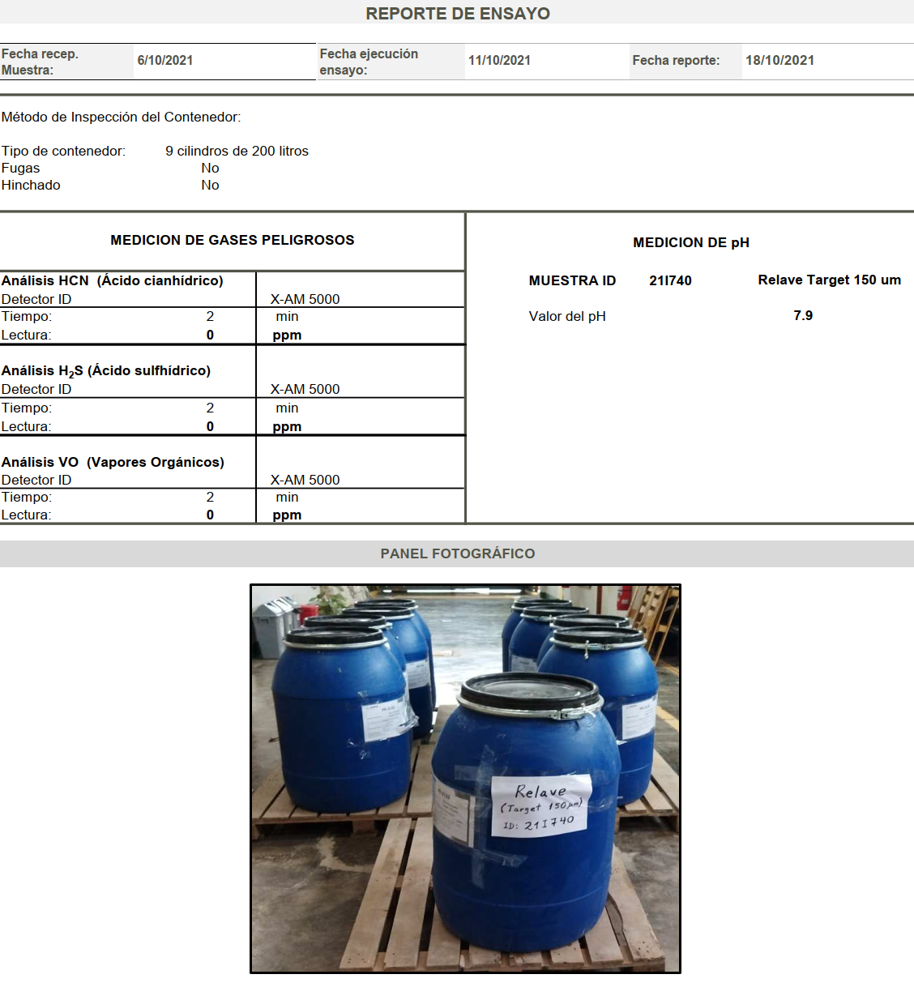 REPORTE DE ENSAYO
Fecha recep. Muestra: 6/10/2021 Fecha ejecución ensayo: 11/10/2021 Fecha reporte: 18/10/2021
Método de Inspección del Contenedor:
Tipo de contenedor: 9 cilindros de 200 litros
Fugas No
Hinchado No
MEDICION DE GASES PELIGROSOS
Análisis HCN (Ácido cianhídrico)
Detector ID X-AM 5000
Tiempo: 2 min
Lectura: 0 ppm
Análisis H2S (Ácido sulfhídrico)
Detector ID X-AM 5000
Tiempo: 2 min
Lectura: 0 ppm
Análisis VO (Vapores Orgánicos)
Detector ID X-AM 5000
Tiempo: 2 min
Lectura: 0 ppm
MEDICION DE pH
MUESTRA ID 21I740 Relave Target 150 um
Valor del pH 7.9
PANEL FOTOGRÁFICO
Relave
(Target 150µm)
ID: 21I740